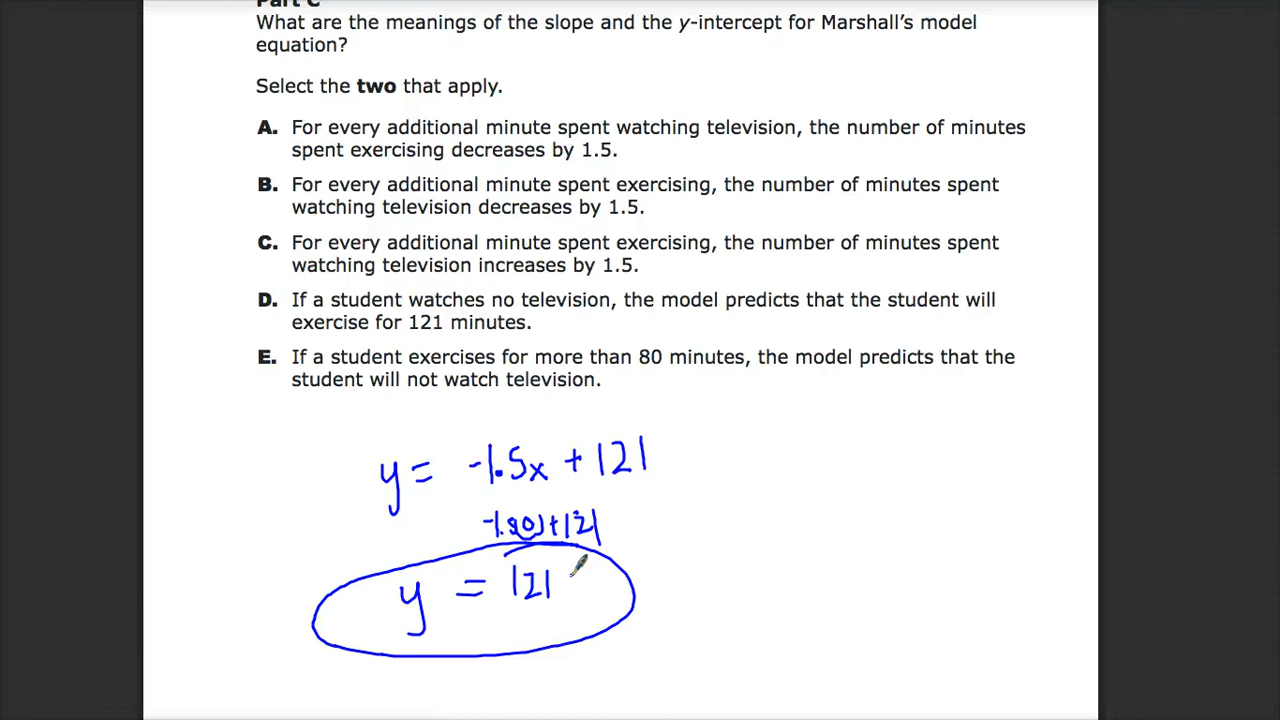 Part C
What are the meanings of the slope and the y-intercept for Marshall's model
equation?
Select the two that apply.
A. For every additional minute spent watching television, the number of minutes
spent exercising decreases by 1.5.
B. For every additional minute spent exercising, the number of minutes spent
watching television decreases by 1.5.
C. For every additional minute spent exercising, the number of minutes spent
watching television increases by 1.5.
D. If a student watches no television, the model predicts that the student will
exercise for 121 minutes.
E. If a student exercises for more than 80 minutes, the model predicts that the
student will not watch television.
y = -1.5x + 121
y = 121